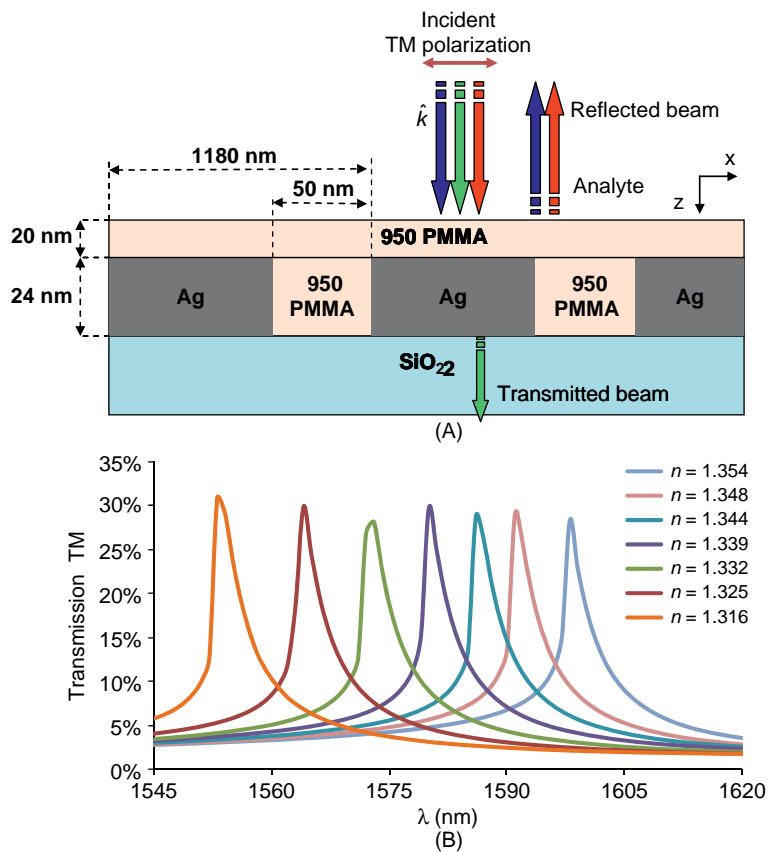 Incident
TM polarization
k̂
Reflected beam
1180 nm
x
50 nm
Analyte
z
20 nm
950 PMMA
24 nm
Ag
950
PMMA
Ag
950
PMMA
Ag
SiO₂2
Transmitted beam
(A)
35%
30%
25%
20%
15%
10%
5%
0%
Transmission TM
n = 1.354
n = 1.348
n = 1.344
n = 1.339
n = 1.332
n = 1.325
n = 1.316
1545 1560 1575 1590 1605 1620
λ (nm)
(B)